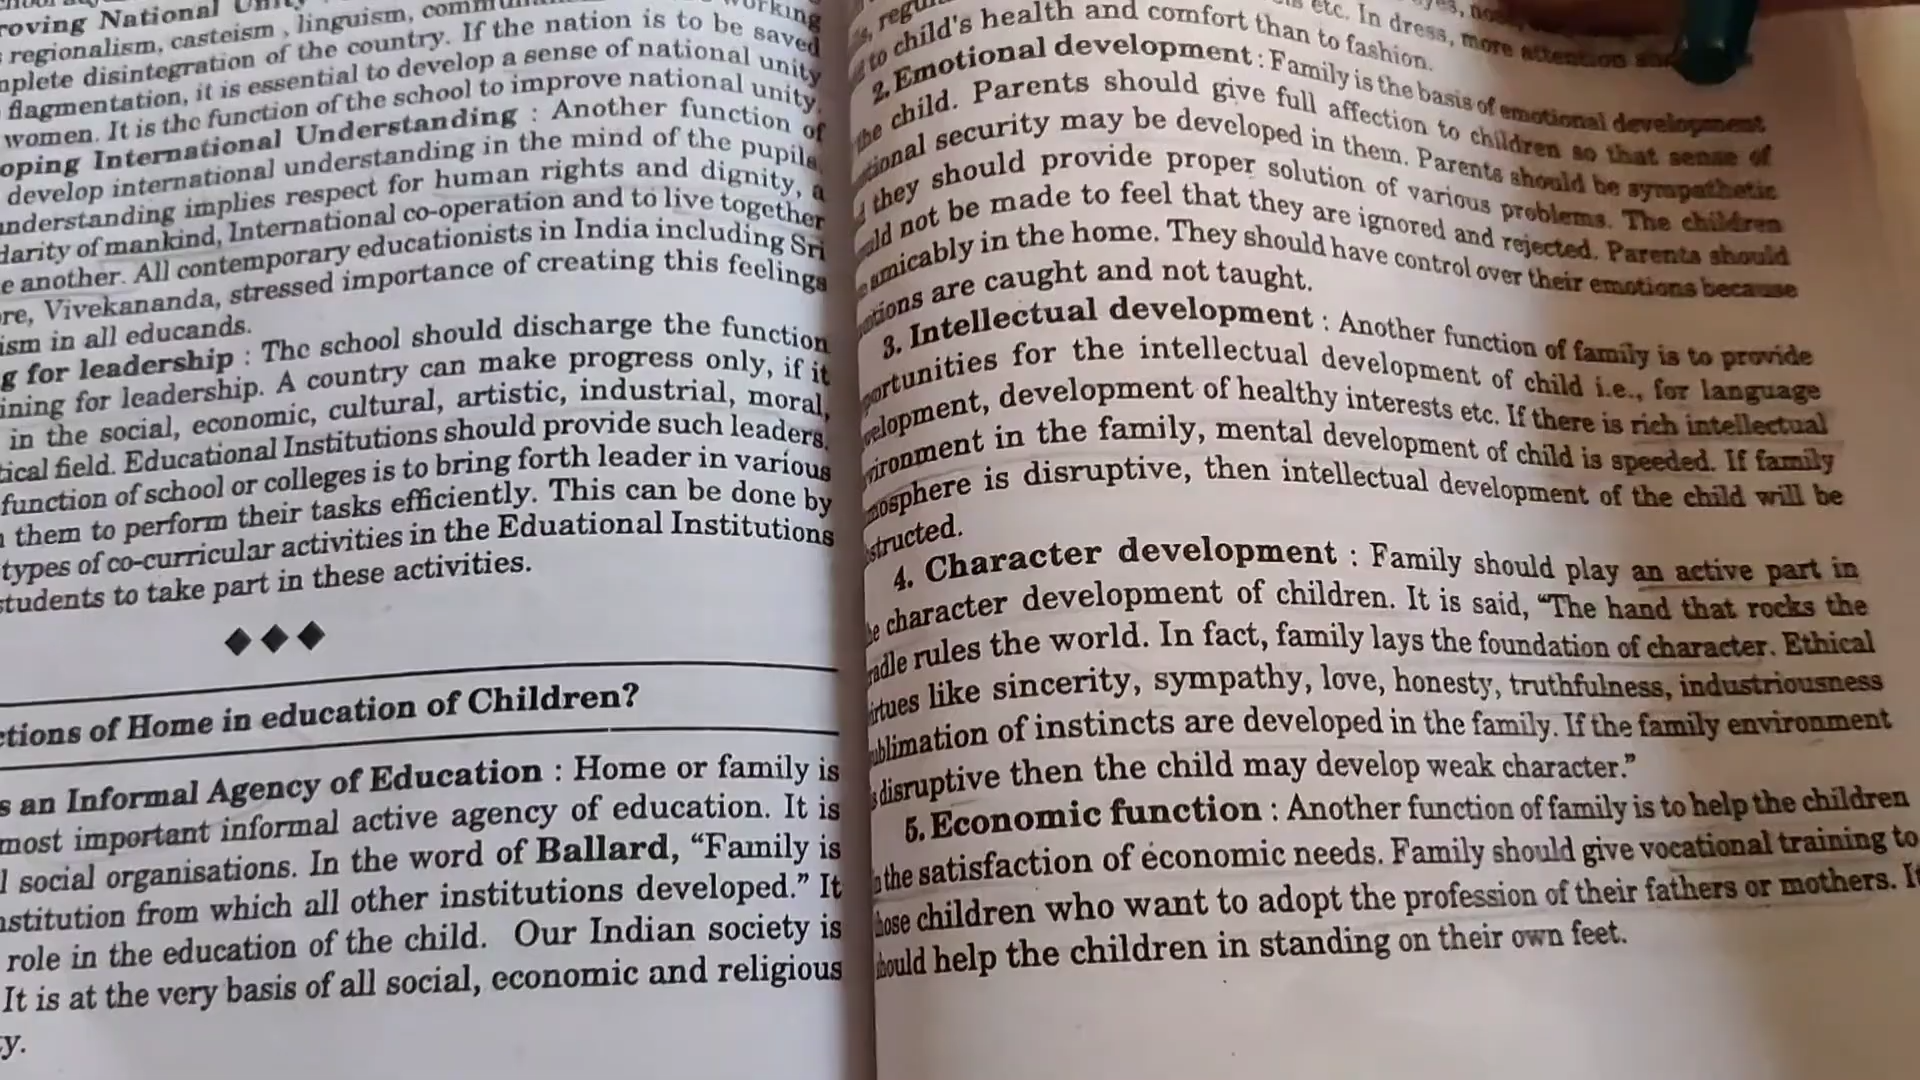 roving National Unity
regionalism, casteism , linguism,
mplete disintegration of the country. If the nation is to be saved
flagmentation, it is essential to develop a sense of national unity
women. It is the function of the school to improve national unity.
oping International Understanding : Another function of
develop international understanding in the mind of the pupils.
nderstanding implies respect for human rights and dignity, a
larity of mankind, International co-operation and to live together
e another. All contemporary educationists in India including Sri
re, Vivekananda, stressed importance of creating this feelings
ism in all educands.
g for leadership : The school should discharge the function
ining for leadership. A country can make progress only, if it
in the social, economic, cultural, artistic, industrial, moral,
ical field. Educational Institutions should provide such leaders.
function of school or colleges is to bring forth leader in various
them to perform their tasks efficiently. This can be done by
types of co-curricular activities in the Eduational Institutions
students to take part in these activities.
ctions of Home in education of Children?
s an Informal Agency of Education : Home or family is
most important informal active agency of education. It is
l social organisations. In the word of Ballard, “Family is
nstitution from which all other institutions developed.” It
role in the education of the child. Our Indian society is
It is at the very basis of all social, economic and religious
y.
etc. In dress, more attention
to child's health and comfort than to fashion.
2. Emotional development : Family is the basis of emotional development
the child. Parents should give full affection to children so that sense of
tional security may be developed in them. Parents should be sympathetic
they should provide proper solution of various problems. The children
uld not be made to feel that they are ignored and rejected. Parents should
amicably in the home. They should have control over their emotions because
otions are caught and not taught.
3. Intellectual development : Another function of family is to provide
portunities for the intellectual development of child i.e., for language
velopment, development of healthy interests etc. If there is rich intellectual
vironment in the family, mental development of child is speeded. If family
mosphere is disruptive, then intellectual development of the child will be
structed.
4. Character development : Family should play an active part in
e character development of children. It is said, “The hand that rocks the
radle rules the world. In fact, family lays the foundation of character. Ethical
irtues like sincerity, sympathy, love, honesty, truthfulness, industriousness
ublimation of instincts are developed in the family. If the family environment
s disruptive then the child may develop weak character.”
5. Economic function : Another function of family is to help the children
n the satisfaction of economic needs. Family should give vocational training to
hose children who want to adopt the profession of their fathers or mothers. It
hould help the children in standing on their own feet.